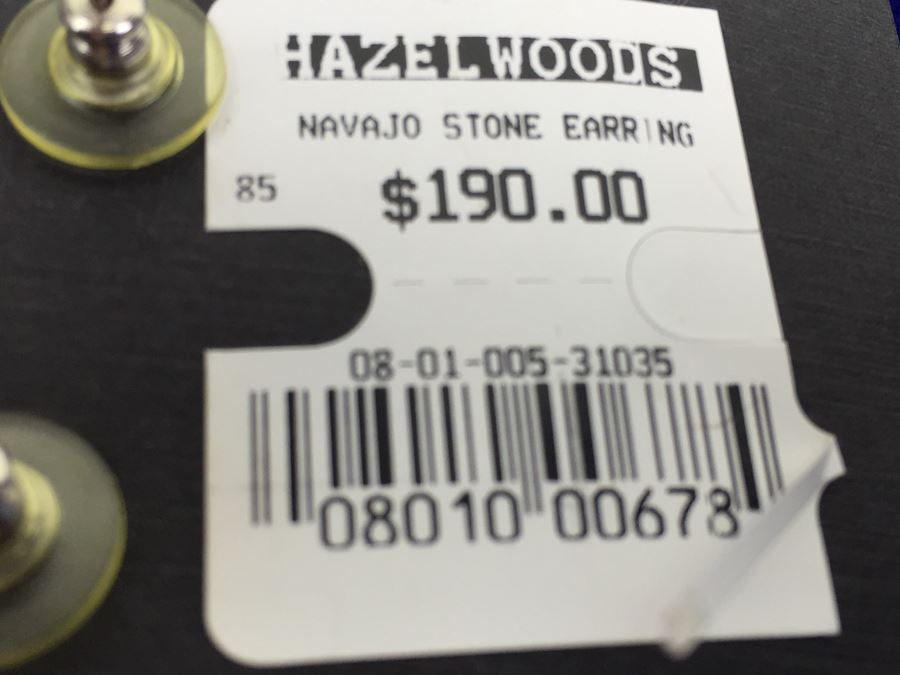 HAZELWOODS
NAVAJO STONE EARRING
85 $190.00
08-01-005-31035
08010 00678